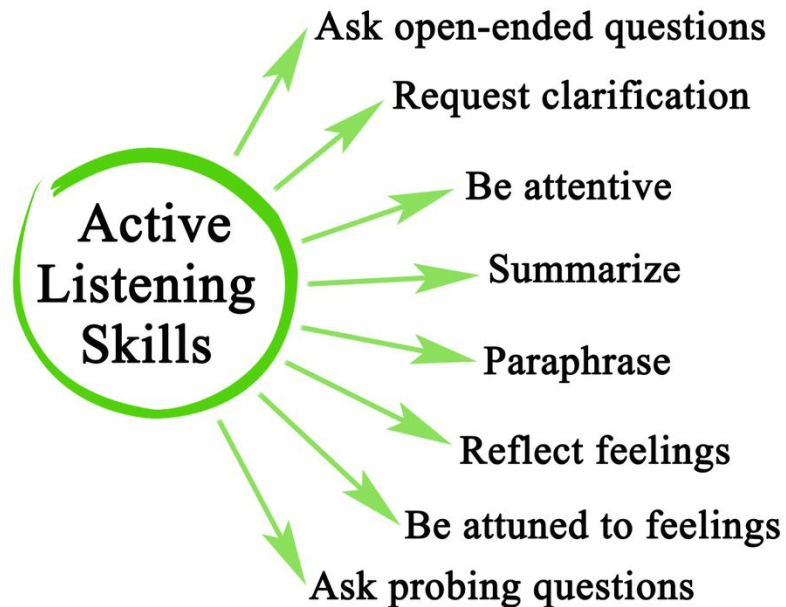 Active
Listening
Skills
Ask open-ended questions
Request clarification
Be attentive
Summarize
Paraphrase
Reflect feelings
Be attuned to feelings
Ask probing questions